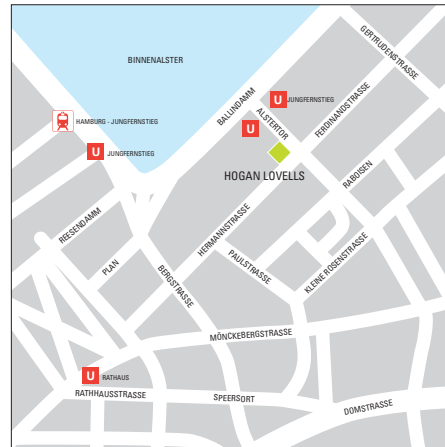 GERTRUDENSTRASSE
BINNENALSTER
BALLINDAMM
U JUNGFERNSTIEG
FERDINANDSTRASSE
ALSTERTOR
HAMBURG - JUNGFERNSTIEG
U
U JUNGFERNSTIEG
HOGAN LOVELLS
RABOISEN
REESENDAMM
HERMANNSTRASSE
PLAN
PAULSTRASSE
KLEINE ROSENSTRASSE
BERGSTRASSE
MÖNCKEBERGSTRASSE
U RATHAUS
RATHHAUSSTRASSE
SPEERSORT
DOMSTRASSE